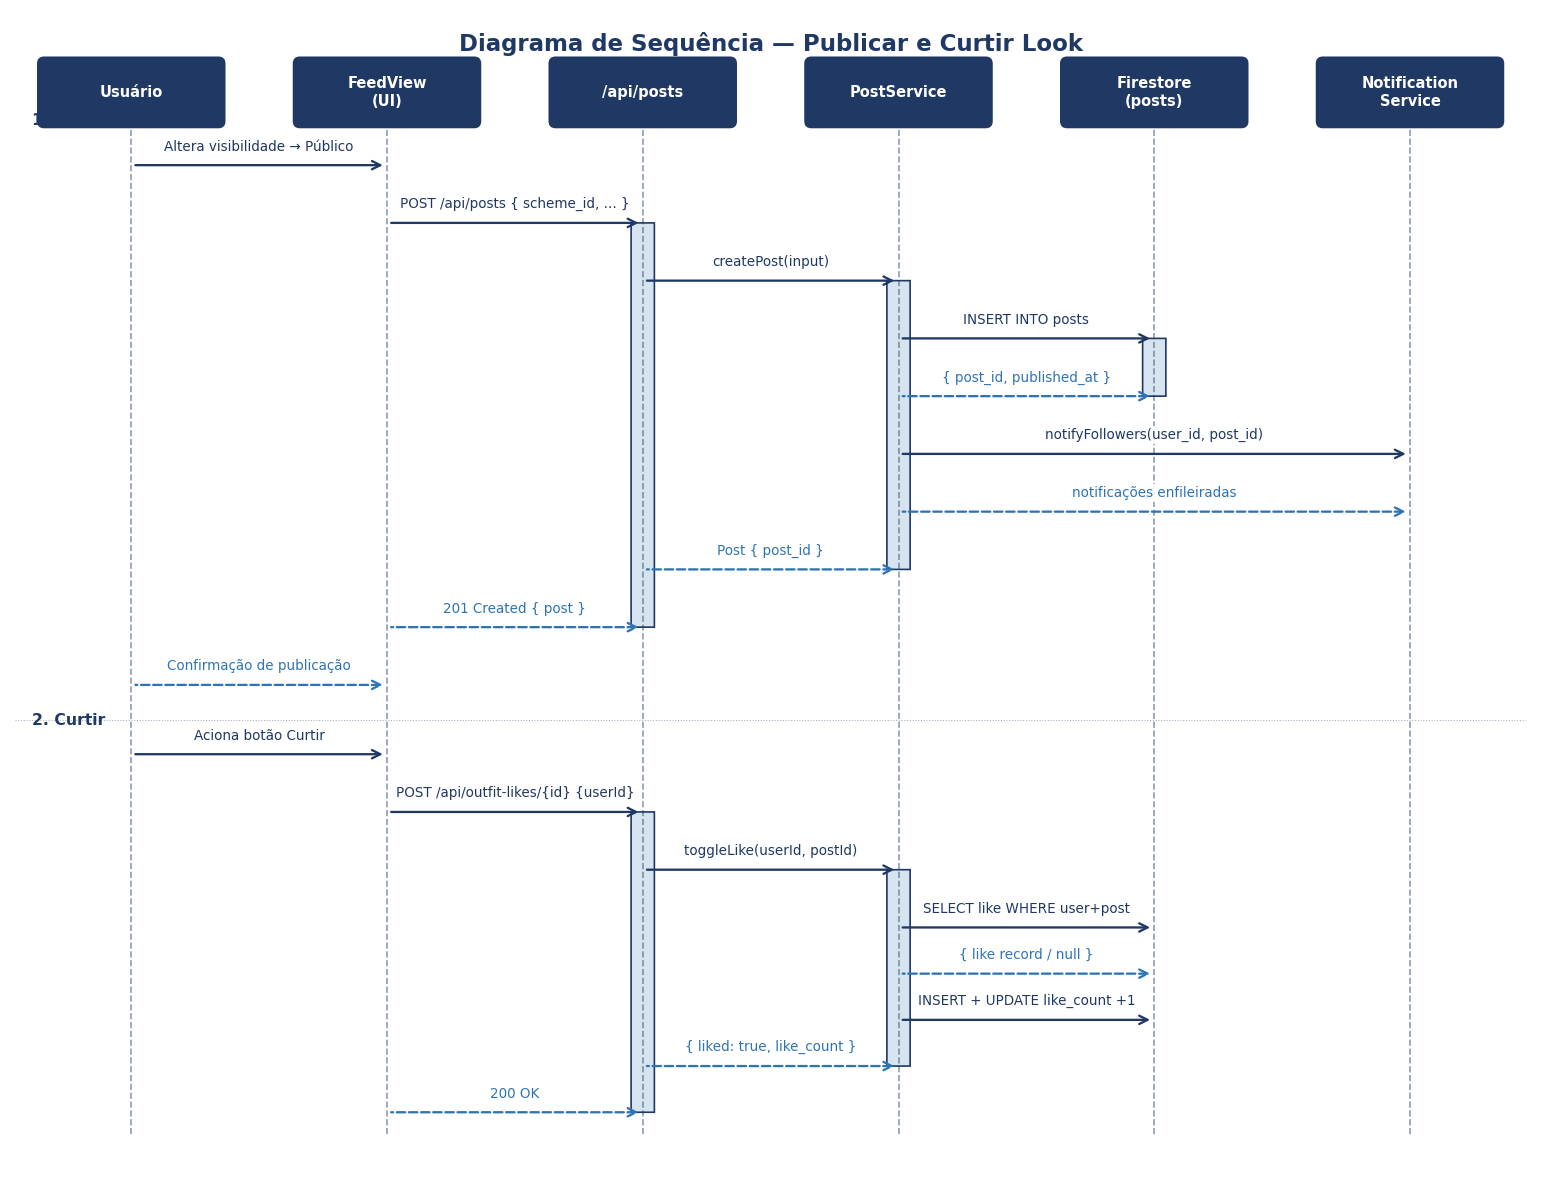 Diagrama de Sequência — Publicar e Curtir Look
Usuário
FeedView
(UI)
/api/posts
PostService
Firestore
(posts)
Notification
Service
Altera visibilidade → Público
POST /api/posts { scheme_id, ... }
createPost(input)
INSERT INTO posts
{ post_id, published_at }
notifyFollowers(user_id, post_id)
notificações enfileiradas
Post { post_id }
201 Created { post }
Confirmação de publicação
2. Curtir
Aciona botão Curtir
POST /api/outfit-likes/{id} {userId}
toggleLike(userId, postId)
SELECT like WHERE user+post
{ like record / null }
INSERT + UPDATE like_count +1
{ liked: true, like_count }
200 OK